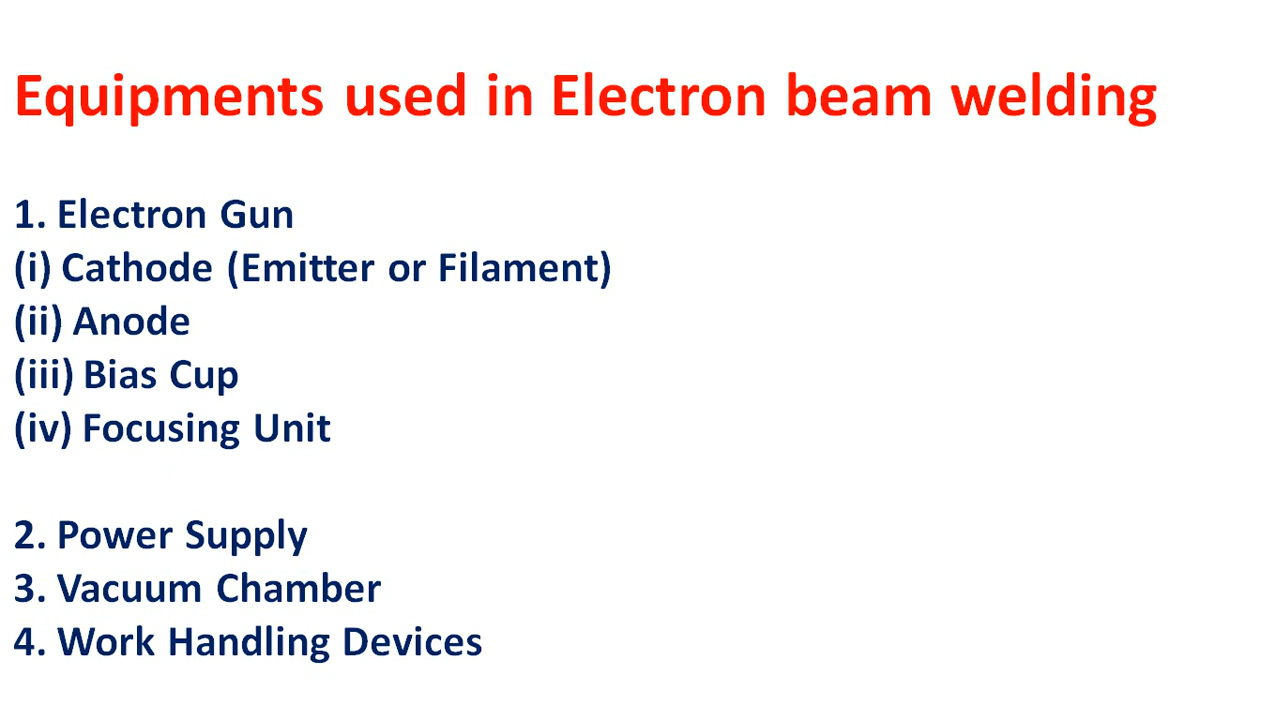 Equipments used in Electron beam welding
1. Electron Gun
(i) Cathode (Emitter or Filament)
(ii) Anode
(iii) Bias Cup
(iv) Focusing Unit
2. Power Supply
3. Vacuum Chamber
4. Work Handling Devices